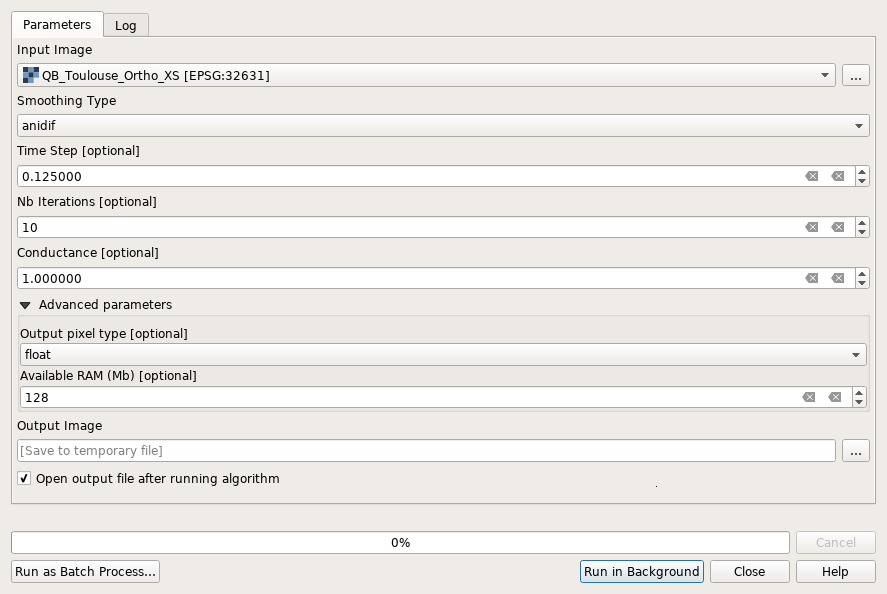 Parameters Log
Input Image
QB_Toulouse_Ortho_XS [EPSG:32631]
...
Smoothing Type
anidif
Time Step [optional]
0.125000
Nb Iterations [optional]
10
Conductance [optional]
1.000000
Advanced parameters
Output pixel type [optional]
float
Available RAM (Mb) [optional]
128
Output Image
[Save to temporary file]
...
Open output file after running algorithm
0%
Cancel
Run as Batch Process... Run in Background Close Help